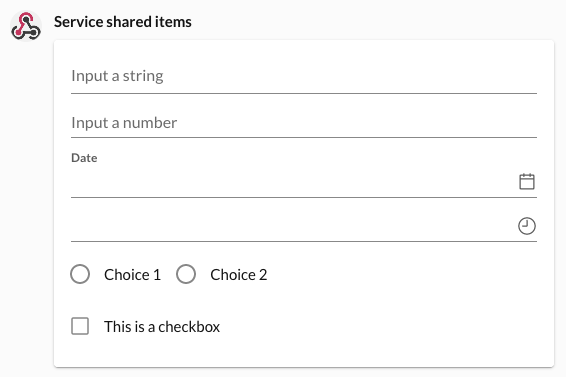 Service shared items
Input a string
Input a number
Date
Choice 1 Choice 2
This is a checkbox